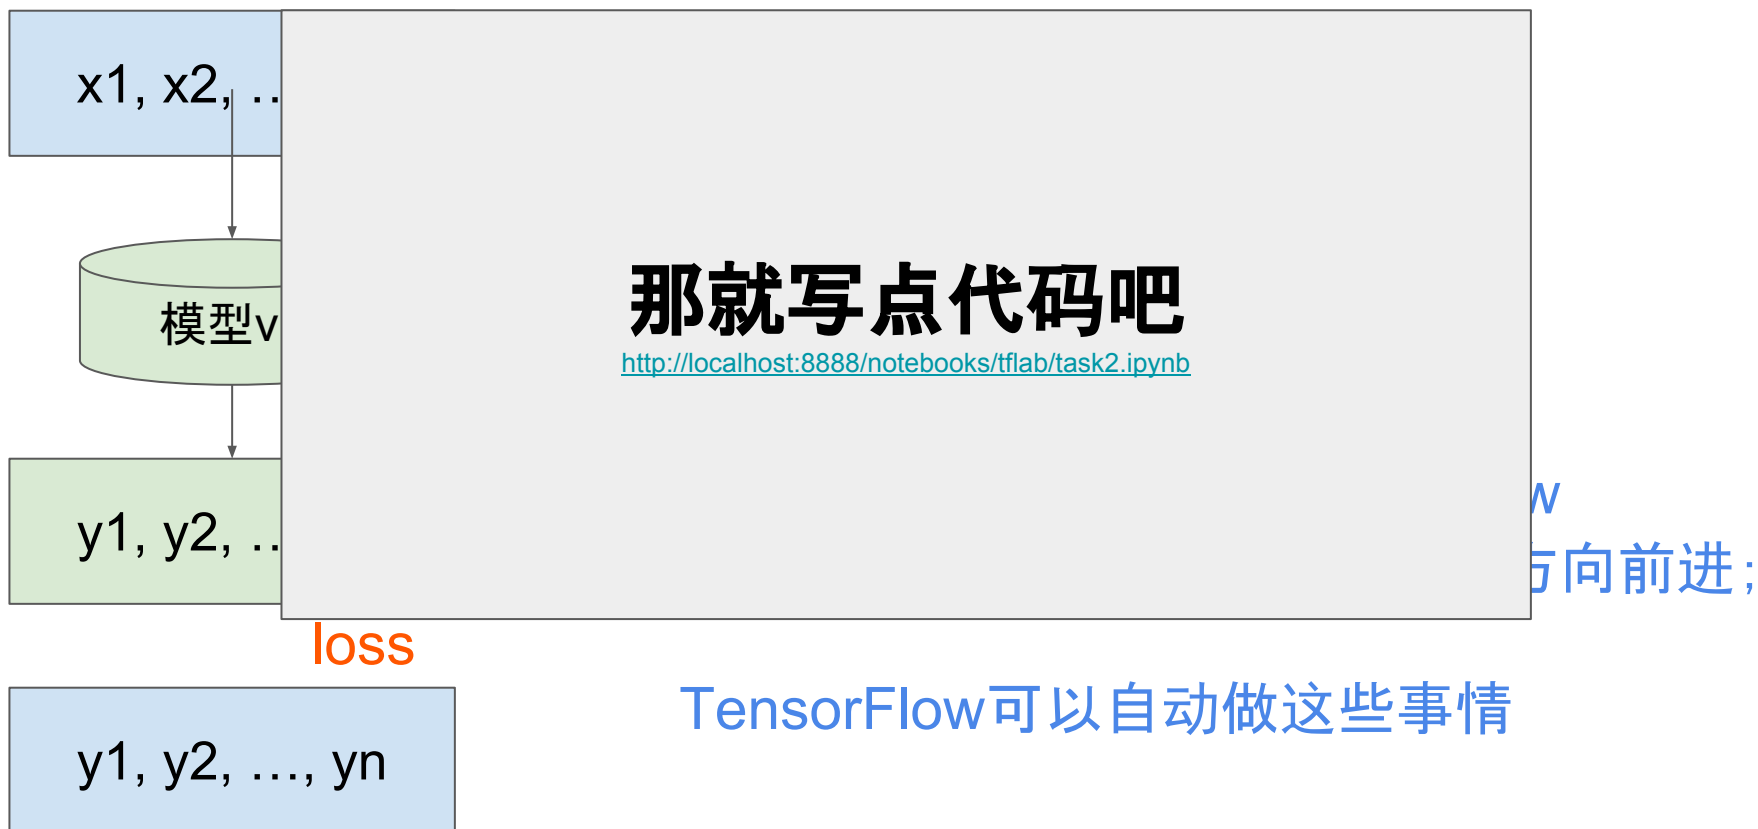 x1, x2, ..
那就写点代码吧
模型v
http://localhost:8888/notebooks/tflab/task2.ipynb
w
y1, y2, ..
方向前进；
loss
TensorFlow可以自动做这些事情
y1, y2, …, yn